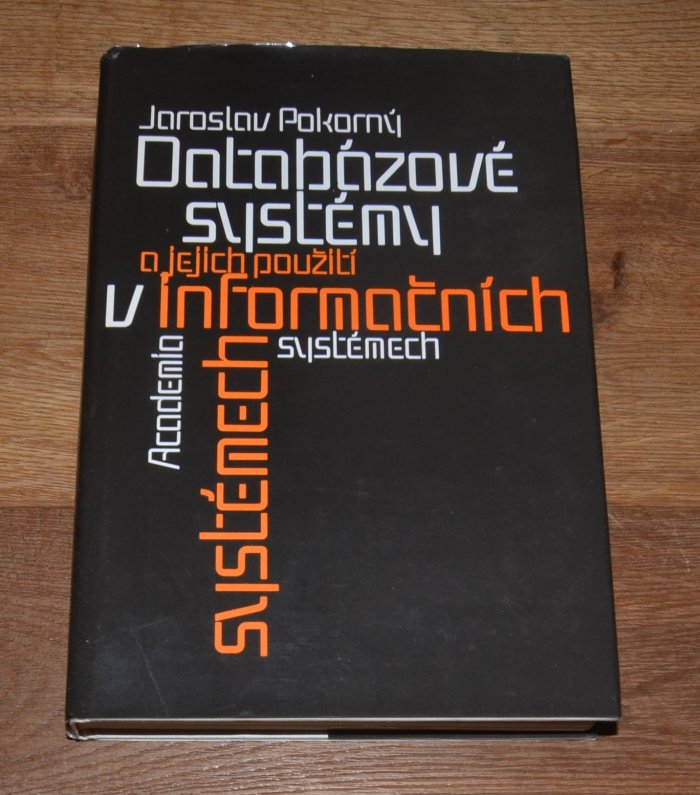 Jaroslav Pokorný
Databázové
systémy
a jejich použití
v informačních
systémech
Academia
systémech